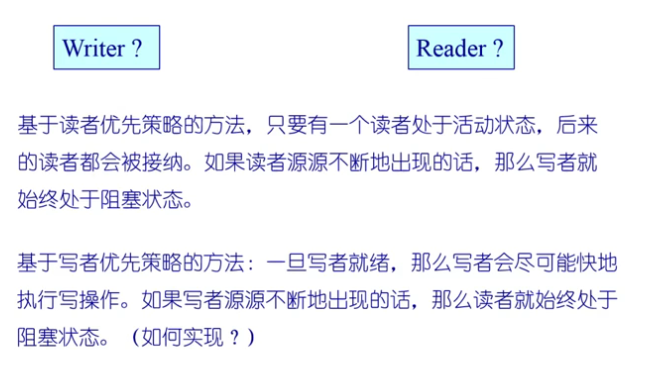 Writer？
Reader？
基于读者优先策略的方法，只要有一个读者处于活动状态，后来
的读者都会被接纳。如果读者源源不断地出现的话，那么写者就
始终处于阻塞状态。
基于写者优先策略的方法：一旦写者就绪，那么写者会尽可能快地
执行写操作。如果写者源源不断地出现的话，那么读者就始终处于
阻塞状态。（如何实现？）